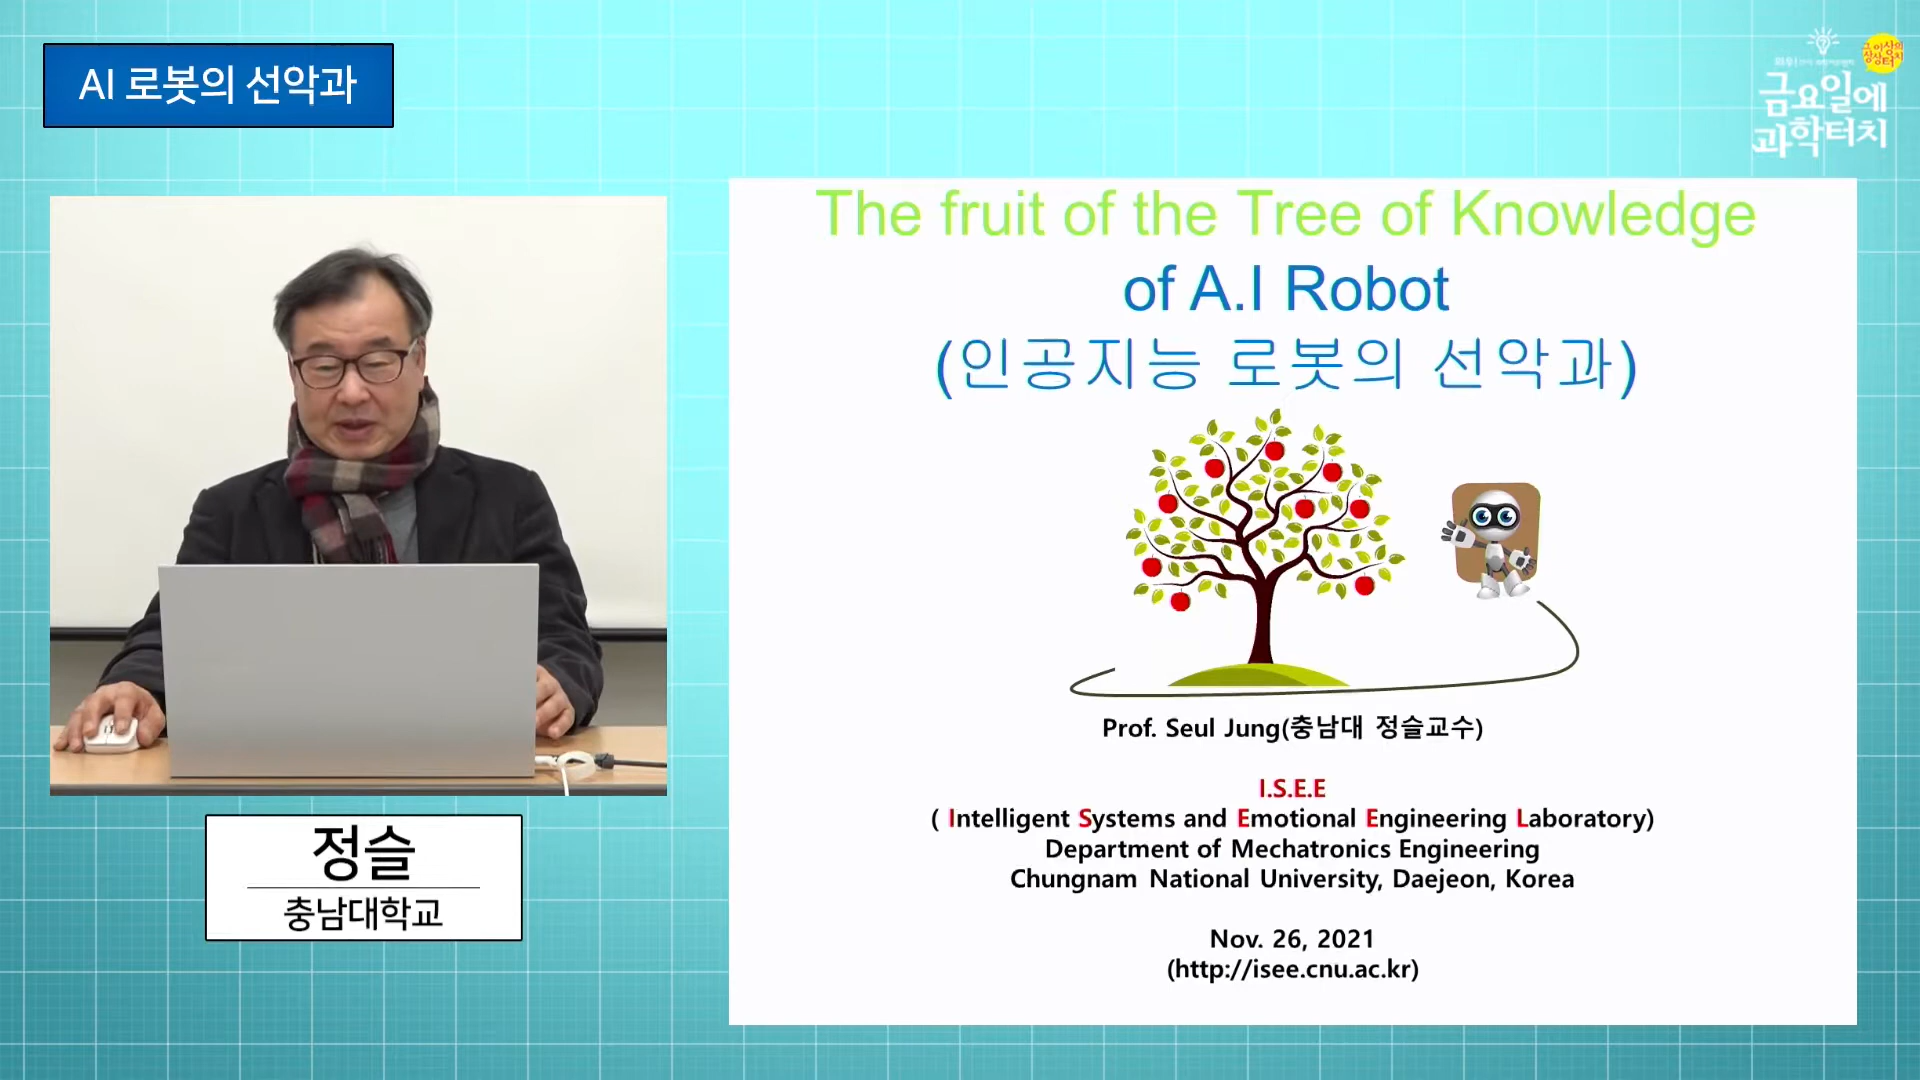 AI 로봇의 선악과
금요일에
과학터치
The fruit of the Tree of Knowledge
of A.I Robot
(인공지능 로봇의 선악과)
Prof. Seul Jung(충남대 정슬교수)
I.S.E.E
( Intelligent Systems and Emotional Engineering Laboratory)
Department of Mechatronics Engineering
Chungnam National University, Daejeon, Korea
Nov. 26, 2021
(http://isee.cnu.ac.kr)
정슬
충남대학교